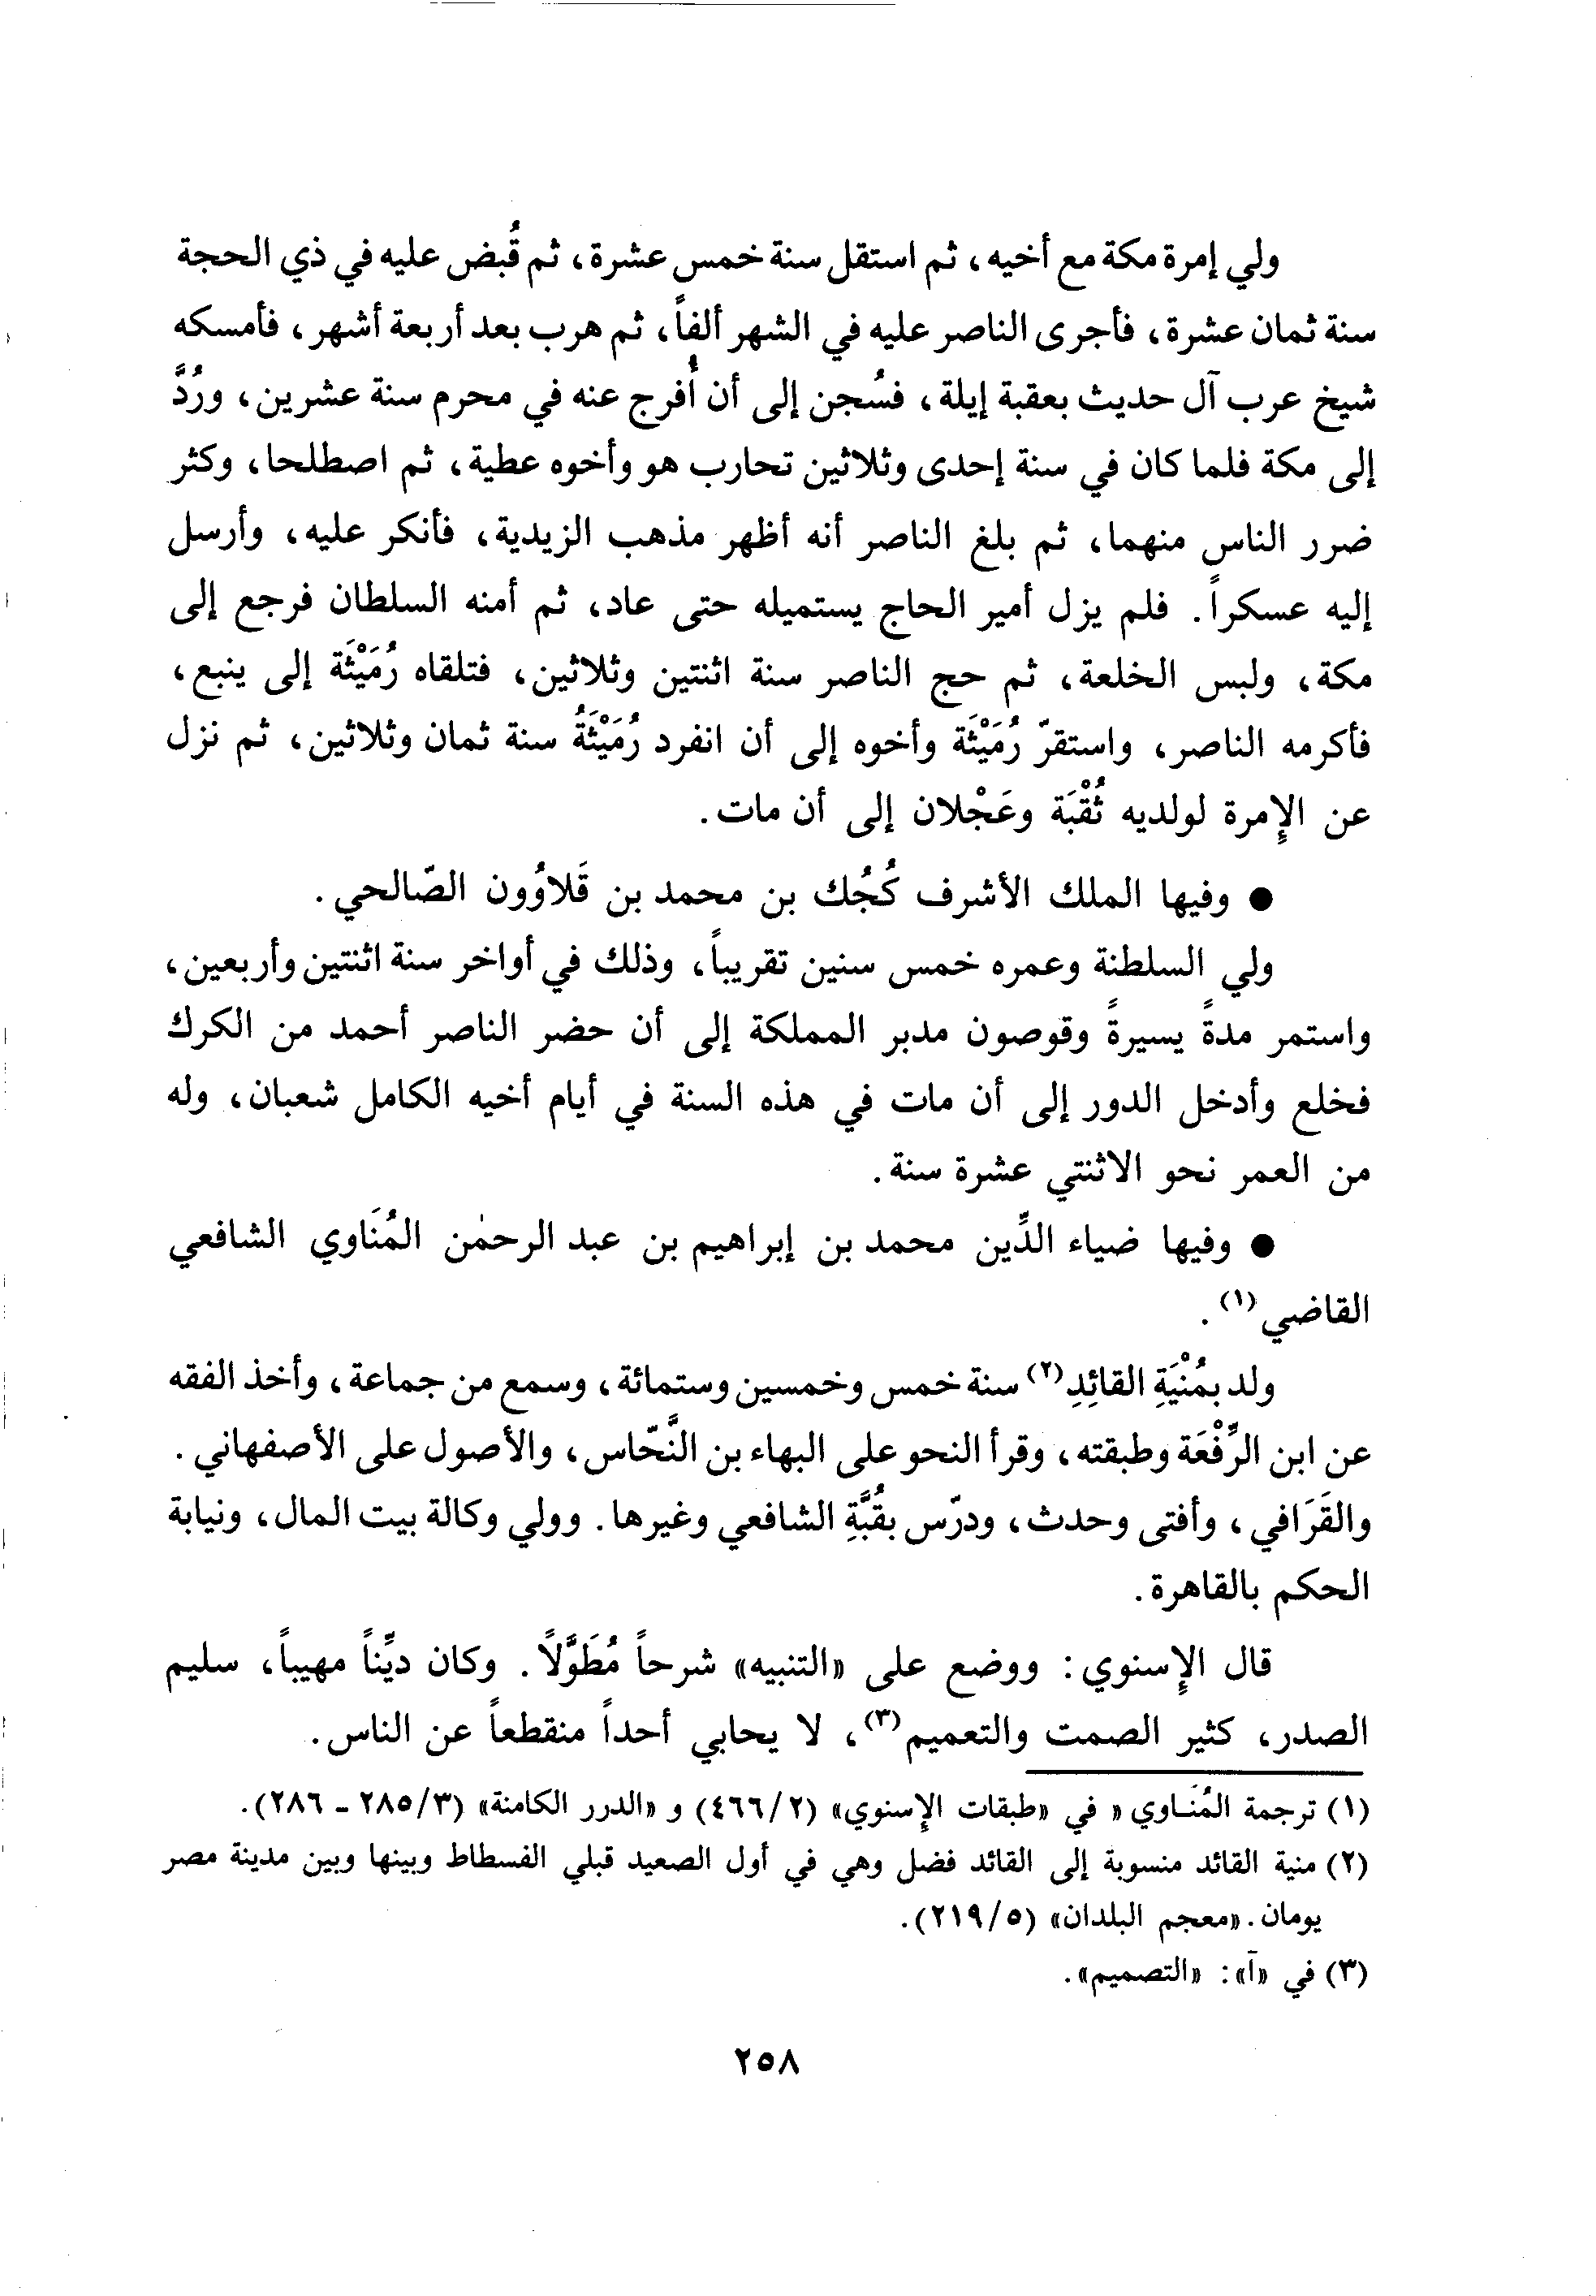 ولي إمرة مكة مع أخيه، ثم استقل سنة خمس عشرة، ثم قُبض عليه في ذي الحجة
سنة ثمان عشرة، فأجرى الناصر عليه في الشهر ألفاً، ثم هرب بعد أربعة أشهر، فأمسكه
شيخ عرب آل حديث بعقبة إيلة، فسُجن إلى أن أُفرج عنه في محرم سنة عشرين، ورُدَّ
إلى مكة فلما كان في سنة إحدى وثلاثين تحارب هو وأخوه عطية، ثم اصطلحا، وكثر
ضرر الناس منهما، ثم بلغ الناصر أنه أظهر مذهب الزيدية، فأنكر عليه، وأرسل
إليه عسكراً. فلم يزل أمير الحاج يستميله حتى عاد، ثم أمنه السلطان فرجع إلى
مكة، ولبس الخلعة، ثم حج الناصر سنة اثنتين وثلاثين، فتلقاه رُمَيْثَة إلى ينبع،
فأكرمه الناصر، واستقرّ رُمَيْثَة وأخوه إلى أن انفرد رُمَيْثَةُ سنة ثمان وثلاثين، ثم نزل
عن الإمرة لولديه ثُقْبَة وعَجْلان إلى أن مات.
● وفيها الملك الأشرف كُجُك بن محمد بن قَلاوُون الصّالحي.
ولي السلطنة وعمره خمس سنين تقريباً، وذلك في أواخر سنة اثنتين وأربعين،
واستمر مدةً يسيرةً وقوصون مدبر المملكة إلى أن حضر الناصر أحمد من الكرك
فخلع وأدخل الدور إلى أن مات في هذه السنة في أيام أخيه الكامل شعبان، وله
من العمر نحو الاثنتي عشرة سنة.
● وفيها ضياء الدِّين محمد بن إبراهيم بن عبد الرحمٰن المُنَاوي الشافعي
القاضي (١).
ولد بمُنْيَةِ القائِدِ (٢) سنة خمس وخمسين وستمائة، وسمع من جماعة، وأخذ الفقه
عن ابن الرِّفْعَة وطبقته، وقرأ النحو على البهاء بن النَّحّاس، والأصول على الأصفهاني.
والقَرَافي، وأفتى وحدث، ودرّس بقُبَّةِ الشافعي وغيرها. وولي وكالة بيت المال، ونيابة
الحكم بالقاهرة.
قال الإسنوي: ووضع على «التنبيه» شرحاً مُطَوَّلاً. وكان ديِّناً مهيباً، سليم
الصدر، كثير الصمت والتعميم (٣)، لا يحابي أحداً منقطعاً عن الناس.
(١) ترجمة المُنَاوي « في «طبقات الإسنوي» (٤٦٦/٢) و «الدرر الكامنة» (٢٨٥/٣ - ٢٨٦).
(٢) منية القائد منسوبة إلى القائد فضل وهي في أول الصعيد قبلي الفسطاط وبينها وبين مدينة مصر
يومان. «معجم البلدان» (٢١٩/٥).
(٣) في «آ»: «التصميم».
٢٥٨